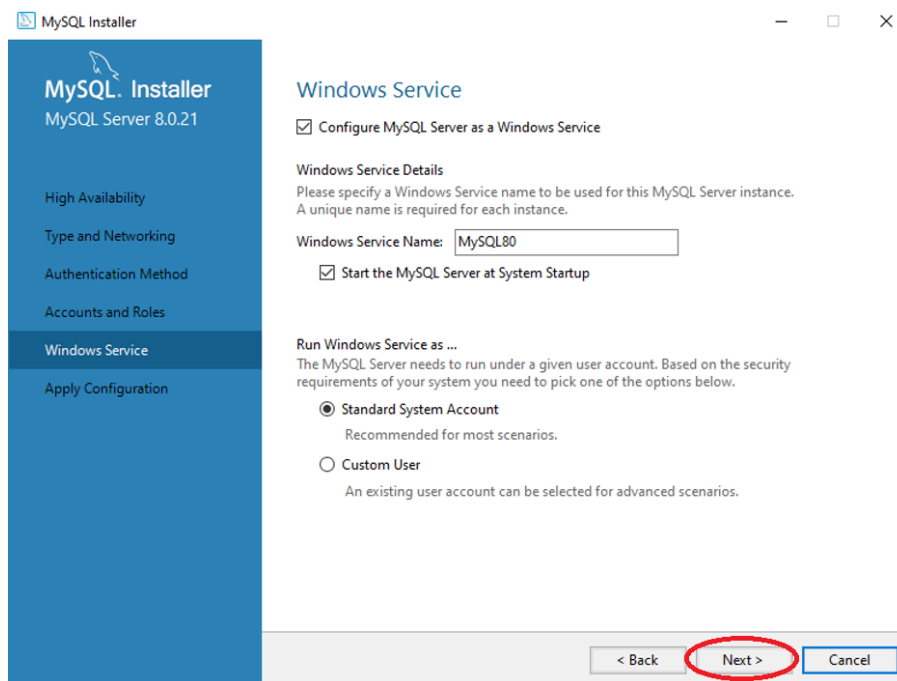 MySQL Installer
MySQL. Installer
MySQL Server 8.0.21
High Availability
Type and Networking
Authentication Method
Accounts and Roles
Windows Service
Apply Configuration
Windows Service
Configure MySQL Server as a Windows Service
Windows Service Details
Please specify a Windows Service name to be used for this MySQL Server instance.
A unique name is required for each instance.
Windows Service Name: MySQL80
Start the MySQL Server at System Startup
Run Windows Service as ...
The MySQL Server needs to run under a given user account. Based on the security
requirements of your system you need to pick one of the options below.
Standard System Account
Recommended for most scenarios.
Custom User
An existing user account can be selected for advanced scenarios.
< Back Next > Cancel